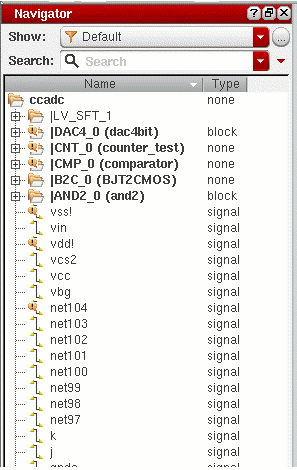 Navigator
Show: Default ...
Search: Search
Name Type
ccadc none
|LV_SFT_1 none
|DAC4_0 (dac4bit) block
|CNT_0 (counter_test) none
|CMP_0 (comparator) none
|B2C_0 (BJT2CMOS) none
|AND2_0 (and2) block
vss! signal
vin signal
vdd! signal
vcs2 signal
vcc signal
vbg signal
net104 signal
net103 signal
net102 signal
net101 signal
net100 signal
net99 signal
net98 signal
net97 signal
k signal
j signal